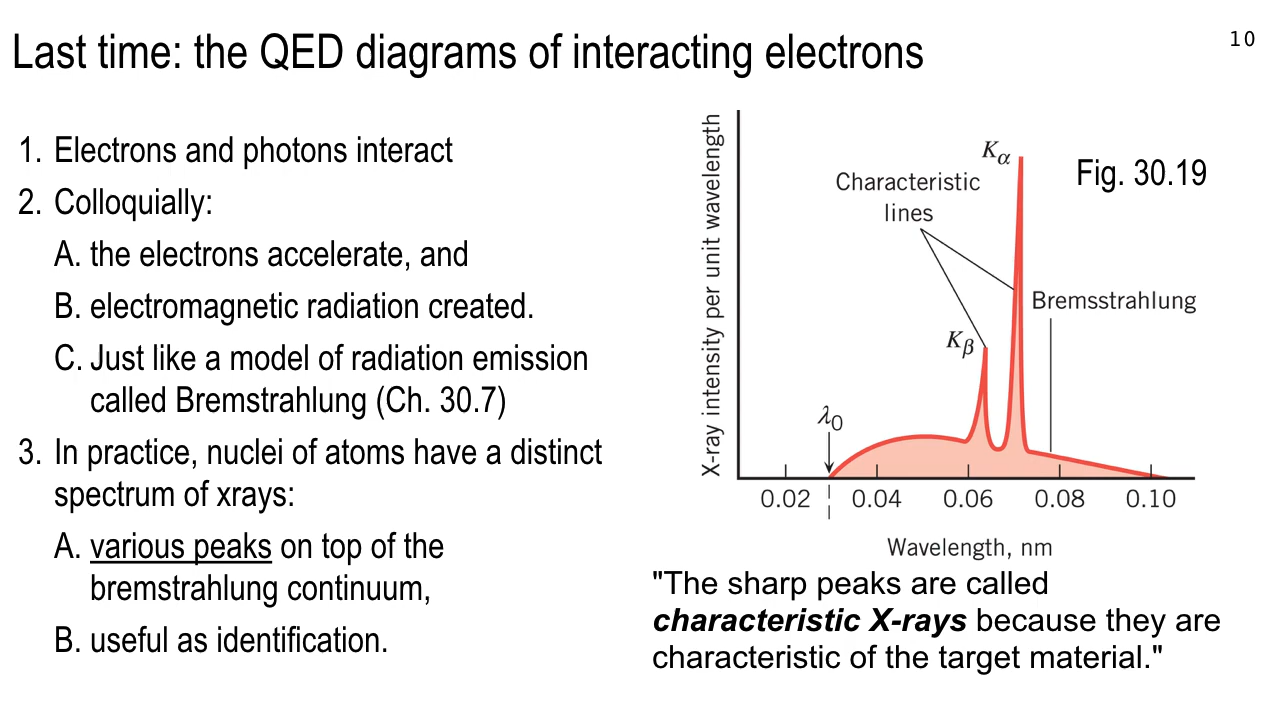 Last time: the QED diagrams of interacting electrons
10
1. Electrons and photons interact
2. Colloquially:
A. the electrons accelerate, and
B. electromagnetic radiation created.
C. Just like a model of radiation emission
called Bremstrahlung (Ch. 30.7)
3. In practice, nuclei of atoms have a distinct
spectrum of xrays:
A. various peaks on top of the
bremstrahlung continuum,
B. useful as identification.
X-ray intensity per unit wavelength
Kα
Fig. 30.19
Characteristic
lines
Bremsstrahlung
Kβ
λ0
0.02 0.04 0.06 0.08 0.10
Wavelength, nm
"The sharp peaks are called
characteristic X-rays because they are
characteristic of the target material."